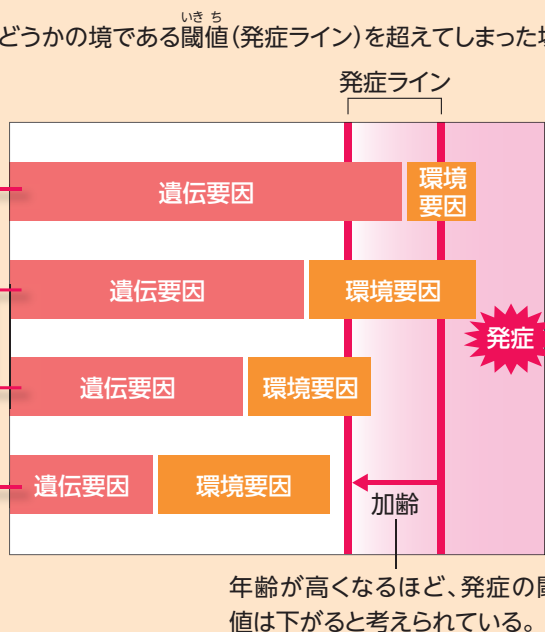 いきち
どうかの境である閾値(発症ライン)を超えてしまった
発症ライン
遺伝要因
環境
要因
遺伝要因
環境要因
発症
遺伝要因
環境要因
遺伝要因
環境要因
加齢
年齢が高くなるほど、発症の
値は下がると考えられている。